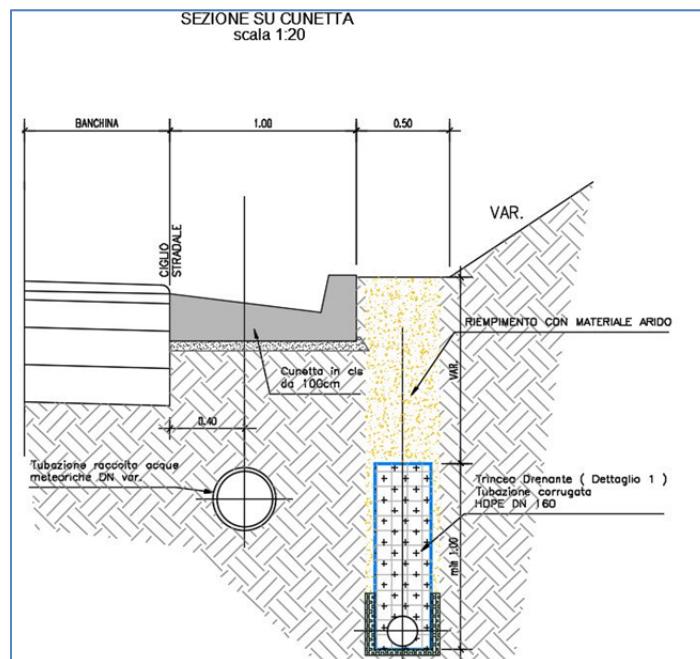 SEZIONE SU CUNETTA
scala 1:20
BANCHINA
1.00
0.50
CIGLIO
STRADALE
VAR.
RIEMPIMENTO CON MATERIALE ARIDO
VAR.
Cunetta in cls
da 100cm
0.40
Tubazione raccolta acque
meteoriche DN var.
Trincea Drenante ( Dettaglio 1 )
Tubazione corrugata
HDPE DN 160
min 1.00